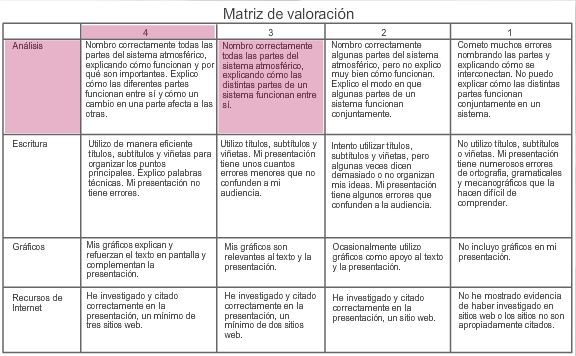 Matriz de valoración
4 3 2 1
Análisis
Nombro correctamente todas las
partes del sistema atmosférico,
explicando cómo funcionan y por
qué son importantes. Explico
cómo las diferentes partes
funcionan entre sí y cómo un
cambio en una parte afecta a las
otras.
Nombro correctamente
todas las partes del
sistema atmosférico,
explicando cómo las
distintas partes de un
sistema funcionan entre
sí.
Nombro correctamente
algunas partes del sistema
atmosférico, pero no explico
muy bien cómo funcionan.
Explico el modo en que
algunas partes de un
sistema funcionan
conjuntamente.
Cometo muchos errores
nombrando las partes y
explicando cómo se
interconectan. No puedo
explicar cómo las distintas
partes funcionan
conjuntamente en un
sistema.
Escritura
Utilizo de manera eficiente
títulos, subtítulos y viñetas para
organizar los puntos
principales. Explico palabras
técnicas. Mi presentación no
tiene errores.
Utilizo títulos, subtítulos y
viñetas. Mi presentación
tiene unos cuantos
errores menores que no
confunden a mi
audiencia.
Intento utilizar títulos,
subtítulos y viñetas, pero
algunas veces dicen
demasiado o no organizan
mis ideas. Mi presentación
tiene algunos errores que
confunden a la audiencia.
No utilizo títulos, subtítulos
o viñetas. Mi presentación
tiene numerosos errores
de ortografía, gramaticales
y mecanográficos que la
hacen difícil de
comprender.
Gráficos
Mis gráficos explican y
refuerzan el texto en pantalla y
complementan la
presentación.
Mis gráficos son
relevantes al texto y la
presentación.
Ocasionalmente utilizo
gráficos como apoyo al texto
y la presentación.
No incluyo gráficos en mi
presentación.
Recursos de
Internet
He investigado y citado
correctamente en la
presentación, un mínimo de
tres sitios web.
He investigado y citado
correctamente en la
presentación, un
mínimo de dos sitios
web.
He investigado y citado
correctamente en la
presentación, un sitio web.
No he mostrado evidencia
de haber investigado en
sitios web o los sitios no son
apropiadamente citados.